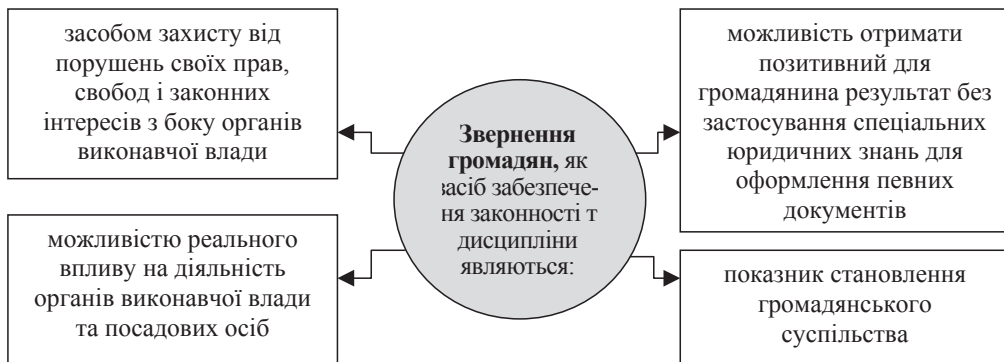 засобом захисту від
порушень своїх прав,
свобод і законних
інтересів з боку органів
виконавчої влади
можливістю реального
впливу на діяльність
органів виконавчої влади
та посадових осіб
Звернення
громадян, як
засіб забезпече-
ня законності т
дисципліни
являються:
можливість отримати
позитивний для
громадянина результат без
застосування спеціальних
юридичних знань для
оформлення певних
документів
показник становлення
громадянського
суспільства